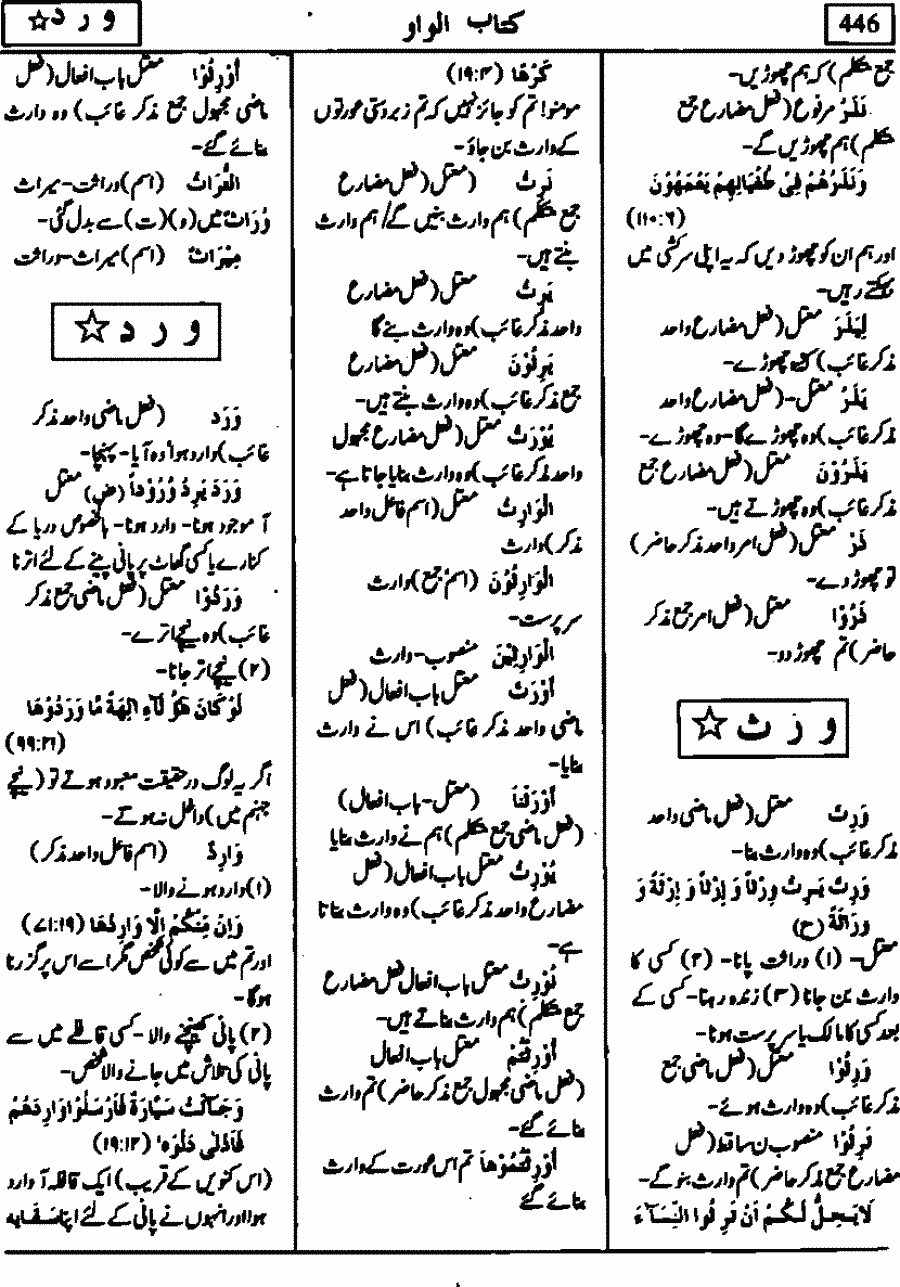 446
کتاب الواو
و ر د ☆
جمع متکلم) کہ ہم چھوڑیں-
نَذَرُ مرفوع (فعل مضارع جمع
متکلم) ہم چھوڑیں گے-
وَنَذَرُهُمْ فِىْ طُغْيَانِهِمْ يَعْمَهُوْنَ
(۱۱۰:۶)
اور ہم ان کو چھوڑ دیں کہ یہ اپنی سرکشی میں
بھٹکتے رہیں-
لِيَذَرَ معتل (فعل مضارع واحد
مذکر غائب) کہ چھوڑے-
يَذَرُ معتل- (فعل مضارع واحد
مذکر غائب) وہ چھوڑے گا- وہ چھوڑے-
يَذَرُوْنَ معتل (فعل مضارع جمع
مذکر غائب) وہ چھوڑتے ہیں-
ذَرْ معتل (فعل امر واحد مذکر حاضر)
تو چھوڑ دے-
ذَرُوْا معتل (فعل امر جمع مذکر
حاضر) تم چھوڑ دو-
و ر ث ☆
وَرِثَ معتل (فعل ماضی واحد
مذکر غائب) وہ وارث بنا-
وَرِثَ يَرِثُ وِرْثاً وَ اِرْثاً وَ اِرْثَةً وَ
وِرَاثَةً (ح)
معتل- (۱) وراثت پانا- (۲) کسی کا
وارث بن جانا (۳) زندہ رہنا- کسی کے
بعد کسی کا مالک یا سرپرست ہونا-
وَرِثُوْا معتل (فعل ماضی جمع
مذکر غائب) وہ وارث ہوئے-
تَرِثُوْا منصوب ن ساقط (فعل
مضارع جمع مذکر حاضر) تم وارث بنو گے-
لَا يَحِلُّ لَكُمْ اَنْ تَرِثُوا النِّسَآءَ
كَرْهًا (۱۹:۴)
مومنو! تم کو جائز نہیں کہ تم زبردستی عورتوں
کے وارث بن جاؤ-
نَرِثُ (معتل (فعل مضارع
جمع متکلم) ہم وارث بنیں گے/ ہم وارث
بنتے ہیں-
يَرِثُ معتل (فعل مضارع
واحد مذکر غائب) وہ وارث بنے گا
يَرِثُوْنَ معتل (فعل مضارع
جمع مذکر غائب) وہ وارث بنتے ہیں-
يُوْرَثُ معتل (فعل مضارع مجہول
واحد مذکر غائب) وہ وارث بنایا جاتا ہے-
الْوَارِثُ معتل (اسم فاعل واحد
مذکر) وارث
الْوَارِثُوْنَ (اسم جمع) وارث
سرپرست-
الْوَارِثِيْنَ منصوب- وارث
اَوْرَثَ معتل باب افعال (فعل
ماضی واحد مذکر غائب) اس نے وارث
بنایا-
اَوْرَثْنَا (معتل- باب افعال)
(فعل ماضی جمع متکلم) ہم نے وارث بنایا
يُوْرِثُ معتل باب افعال (فعل
مضارع واحد مذکر غائب) وہ وارث بناتا
ہے-
نُوْرِثُ معتل باب افعال فعل مضارع
جمع متکلم) ہم وارث بناتے ہیں-
اُوْرِثْتُمْ معتل باب افعال
(فعل ماضی مجہول جمع مذکر حاضر) تم وارث
بنائے گئے-
اُوْرِثْتُمُوْهَا تم اس عورت کے وارث
بنائے گئے
اُوْرِثُوْا معتل باب افعال (فعل
ماضی مجہول جمع مذکر غائب) وہ وارث
بنائے گئے-
التُّرَاثُ (اسم) وراثت- میراث
وُرَاثٌ میں (و) (ت) سے بدل گئی-
مِيْرَاثٌ (اسم) میراث- وراثت
و ر د ☆
وَرَدَ (فعل ماضی واحد مذکر
غائب) وارد ہوا وہ آیا- پہنچا-
وَرَدَ يَرِدُ وُرُوْداً (ض) معتل
آ موجود ہونا- وارد ہونا- بالخصوص دریا کے
کنارے یا کسی گھاٹ پر پانی پینے کے لئے اترنا
وَرَدُوْا معتل (فعل ماضی جمع مذکر
غائب) وہ نیچے اترے-
(۲) نیچے اتر جانا-
لَوْ كَانَ هٰؤُلَآءِ اٰلِهَةً مَّا وَرَدُوْهَا
(۹۹:۲۱)
اگر یہ لوگ درحقیقت معبود ہوتے تو (نیچے
جہنم میں) داخل نہ ہوتے-
وَارِدٌ (اسم فاعل واحد مذکر)
(۱) وارد ہونے والا-
وَاِنْ مِّنْكُمْ اِلَّا وَارِدُهَا (۷۱:۱۹)
اور تم میں سے کوئی شخص مگر اسے اس پر گزرنا
ہوگا-
(۲) پانی کھینچنے والا- کسی قافلے میں سے
پانی کی تلاش میں جانے والا شخص-
وَجَآءَتْ سَيَّارَةٌ فَاَرْسَلُوْا وَارِدَهُمْ
فَاَدْلٰى دَلْوَهٗ (۱۹:۱۲)
(اس کنویں کے قریب) ایک قافلہ آ وارد
ہوا اور انہوں نے پانی کے لئے اپنا سقایہ